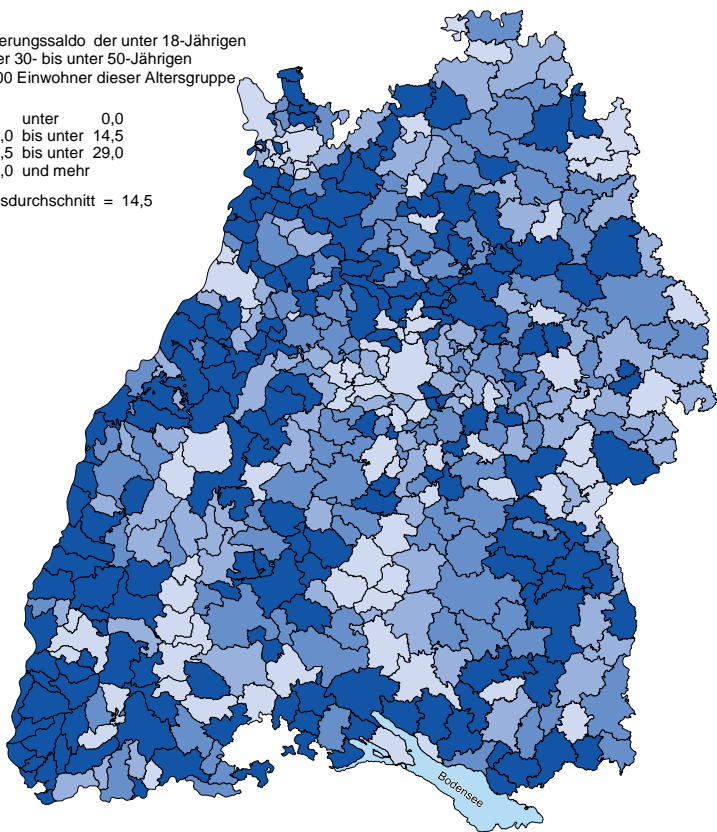 erungssaldo der unter 18-Jährigen
er 30- bis unter 50-Jährigen
00 Einwohner dieser Altersgruppe
unter 0,0
,0 bis unter 14,5
,5 bis unter 29,0
,0 und mehr
sdurchschnitt = 14,5
Bodensee